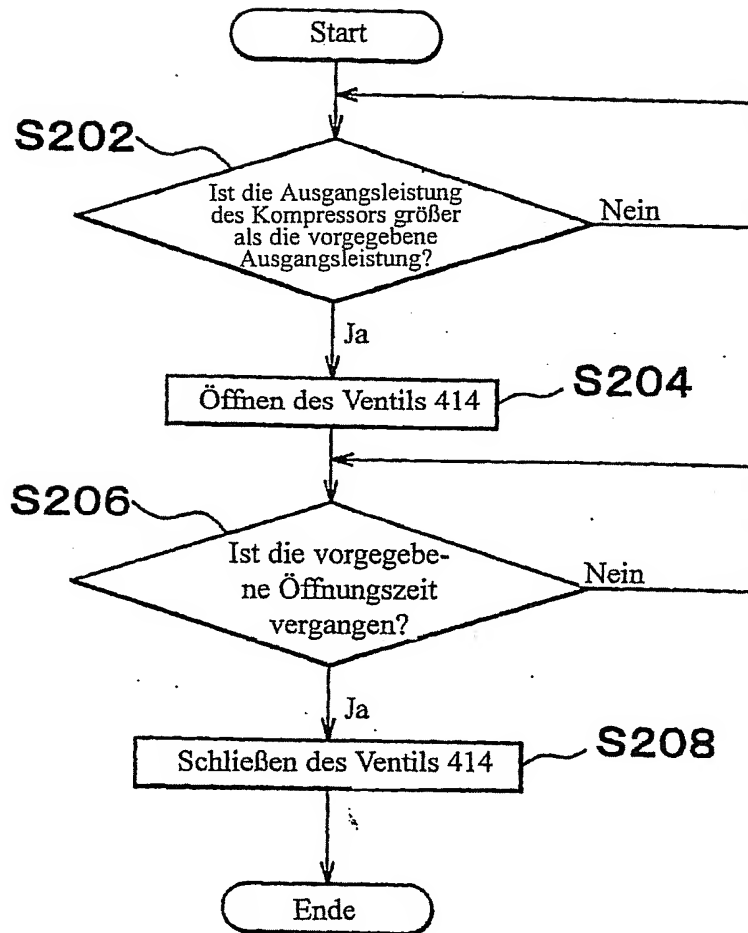 Start
S202
Ist die Ausgangsleistung
des Kompressors größer
als die vorgegebene
Ausgangsleistung?
Nein
Ja
Öffnen des Ventils 414
S204
S206
Ist die vorgegebe-
ne Öffnungszeit
vergangen?
Nein
Ja
Schließen des Ventils 414
S208
Ende